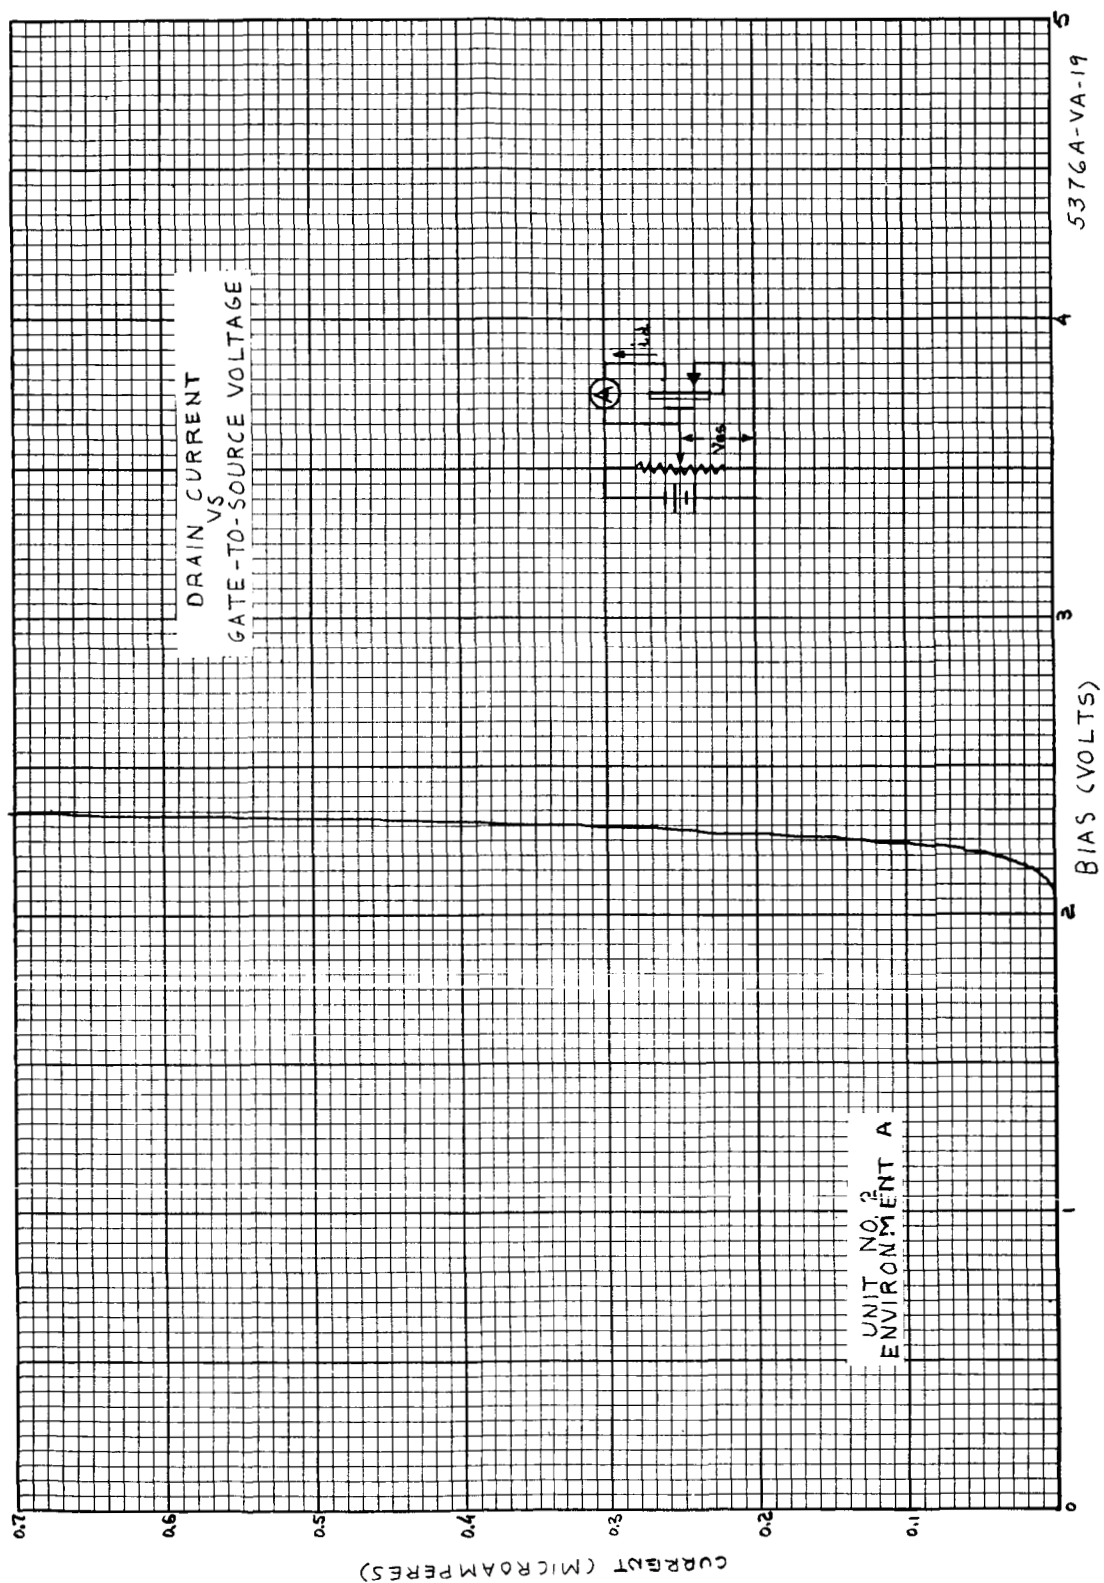 DRAIN CURRENT
VS
GATE-TO-SOURCE VOLTAGE
0.7
0.6
0.5
0.4
0.3
0.2
0.1
CURRENT (MICROAMPERES)
A
id
UNIT NO. 2
ENVIRONMENT A
0
1
2
3
4
5
BIAS (VOLTS)
5376A-VA-19